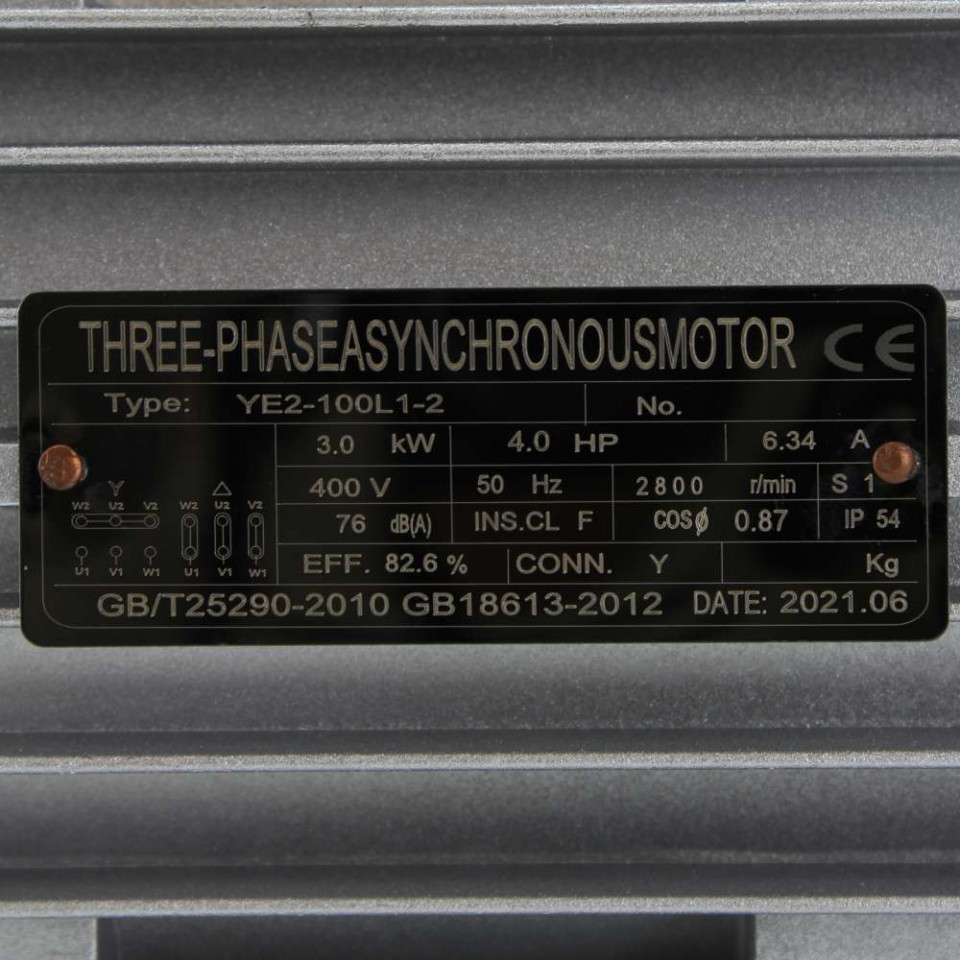 THREE-PHASEASYNCHRONOUSMOTOR CE
Type: YE2-100L1-2 No.
3.0 kW 4.0 HP 6.34 A
400 V 50 Hz 2800 r/min S 1
76 dB(A) INS.CL F COSϕ 0.87 IP 54
EFF. 82.6 % CONN. Y Kg
Y △
W2 U2 V2 W2 U2 V2
U1 V1 W1 U1 V1 W1
GB/T25290-2010 GB18613-2012 DATE: 2021.06